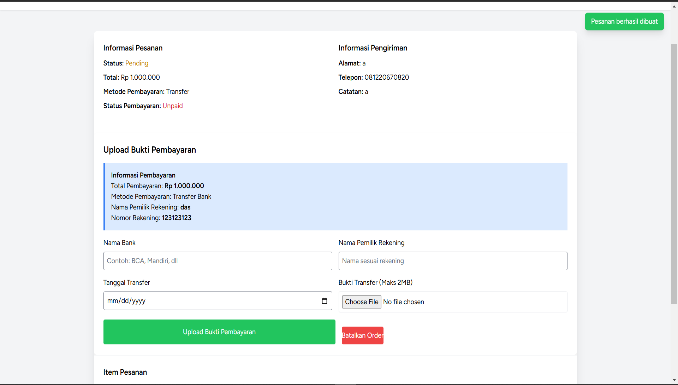 Pesanan berhasil dibuat
Informasi Pesanan
Status: Pending
Total: Rp 1.000.000
Metode Pembayaran: Transfer
Status Pembayaran: Unpaid
Informasi Pengiriman
Alamat: a
Telepon: 081220670820
Catatan: a
Upload Bukti Pembayaran
Informasi Pembayaran
Total Pembayaran: Rp 1.000.000
Metode Pembayaran: Transfer Bank
Nama Pemilik Rekening: das
Nomor Rekening: 123123123
Nama Bank
Contoh: BCA, Mandiri, dll
Nama Pemilik Rekening
Nama sesuai rekening
Tanggal Transfer
mm/dd/yyyy
Bukti Transfer (Maks 2MB)
Choose File No file chosen
Upload Bukti Pembayaran
Batalkan Order
Item Pesanan